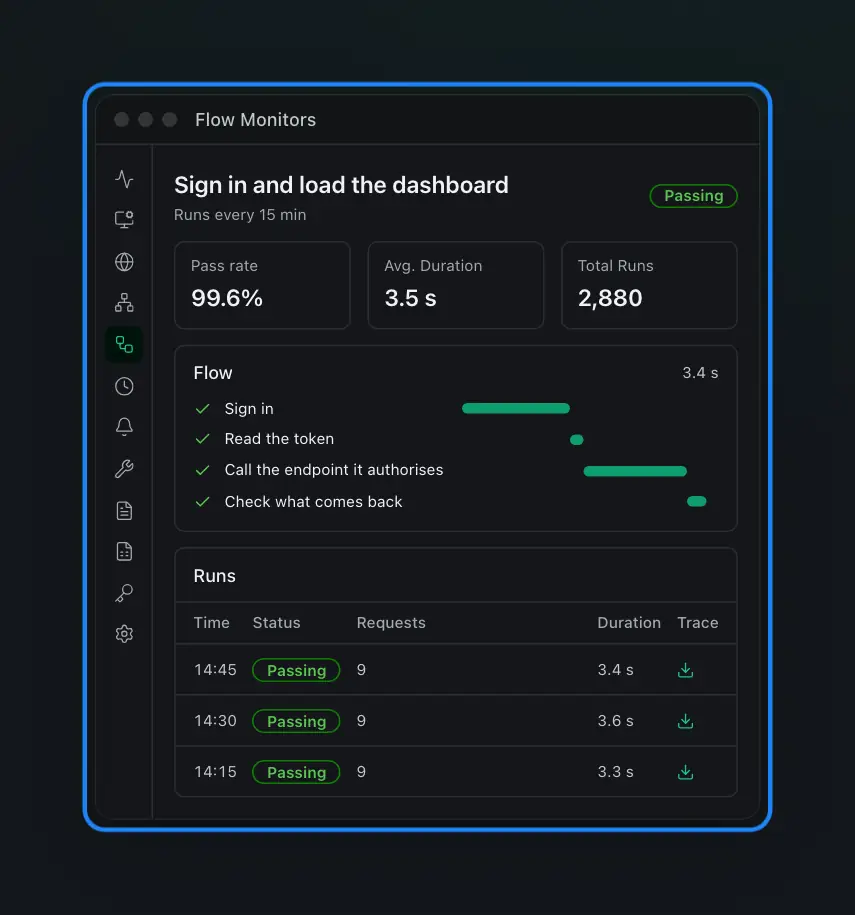 Flow Monitors
Sign in and load the dashboard
Passing
Runs every 15 min
Pass rate
99.6%
Avg. Duration
3.5 s
Total Runs
2,880
Flow
3.4 s
Sign in
Read the token
Call the endpoint it authorises
Check what comes back
Runs
Time Status Requests Duration Trace
14:45 Passing 9 3.4 s
14:30 Passing 9 3.6 s
14:15 Passing 9 3.3 s